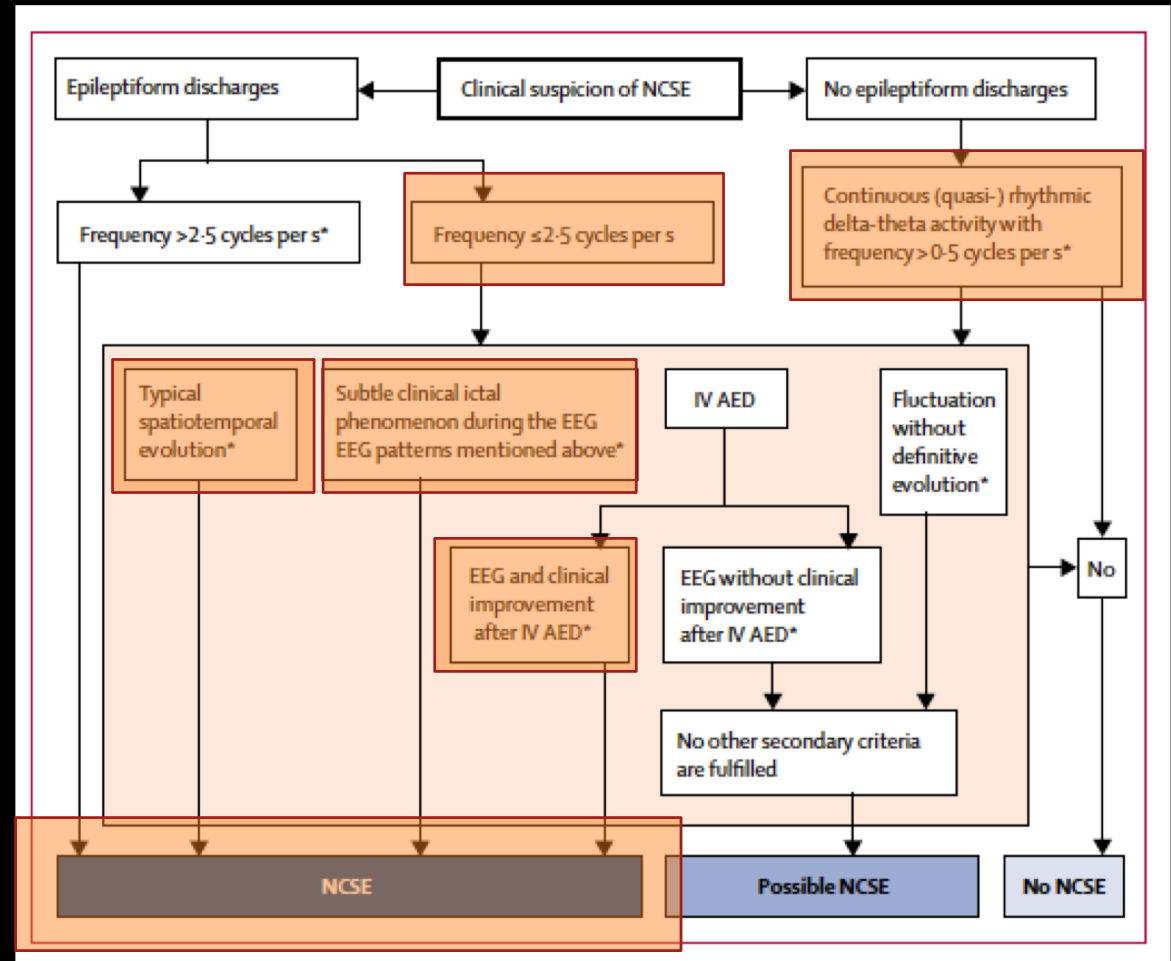 Epileptiform discharges
Clinical suspicion of NCSE
No epileptiform discharges
Frequency >2·5 cycles per s*
Frequency ≤2·5 cycles per s
Continuous (quasi-) rhythmic
delta-theta activity with
frequency >0·5 cycles per s*
Typical
spatiotemporal
evolution*
Subtle clinical ictal
phenomenon during the EEG
EEG patterns mentioned above*
IV AED
Fluctuation
without
definitive
evolution*
EEG and clinical
improvement
after IV AED*
EEG without clinical
improvement
after IV AED*
No
No other secondary criteria
are fulfilled
NCSE
Possible NCSE
No NCSE